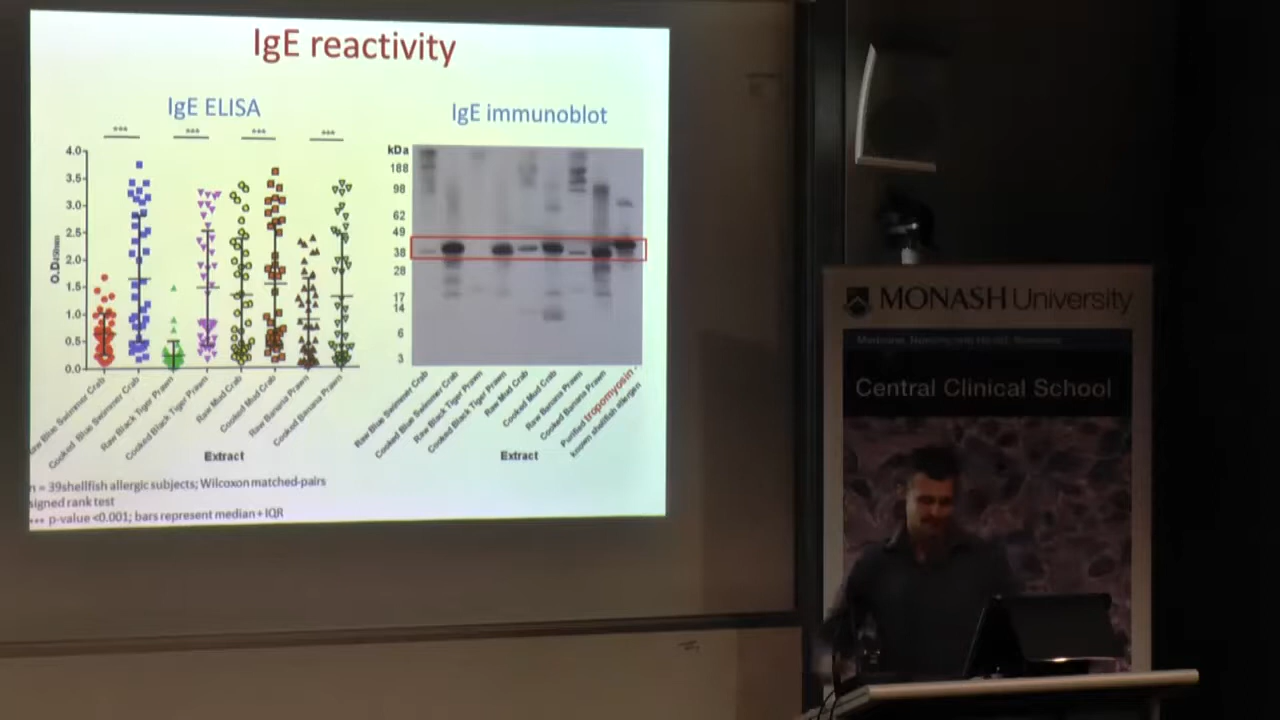 IgE reactivity
IgE ELISA
***
***
***
***
4.0
3.5
3.0
2.5
2.0
1.5
1.0
0.5
0.0
Raw Blue Swimmer Crab
Cooked Blue Swimmer Crab
Raw Black Tiger Prawn
Cooked Black Tiger Prawn
Raw Mud Crab
Cooked Mud Crab
Raw Banana Prawn
Cooked Banana Prawn
Extract
IgE immunoblot
kDa
188
98
62
49
38
28
17
14
6
3
Raw Blue Swimmer Crab
Cooked Blue Swimmer Crab
Raw Black Tiger Prawn
Cooked Black Tiger Prawn
Raw Mud Crab
Cooked Mud Crab
Raw Banana Prawn
Cooked Banana Prawn
Purified tropomyosin -
known shellfish allergen
Extract
n = 39shellfish allergic subjects; Wilcoxon matched-pairs
signed rank test
*** p-value <0.001; bars represent median + IQR
MONASH University
Central Clinical School